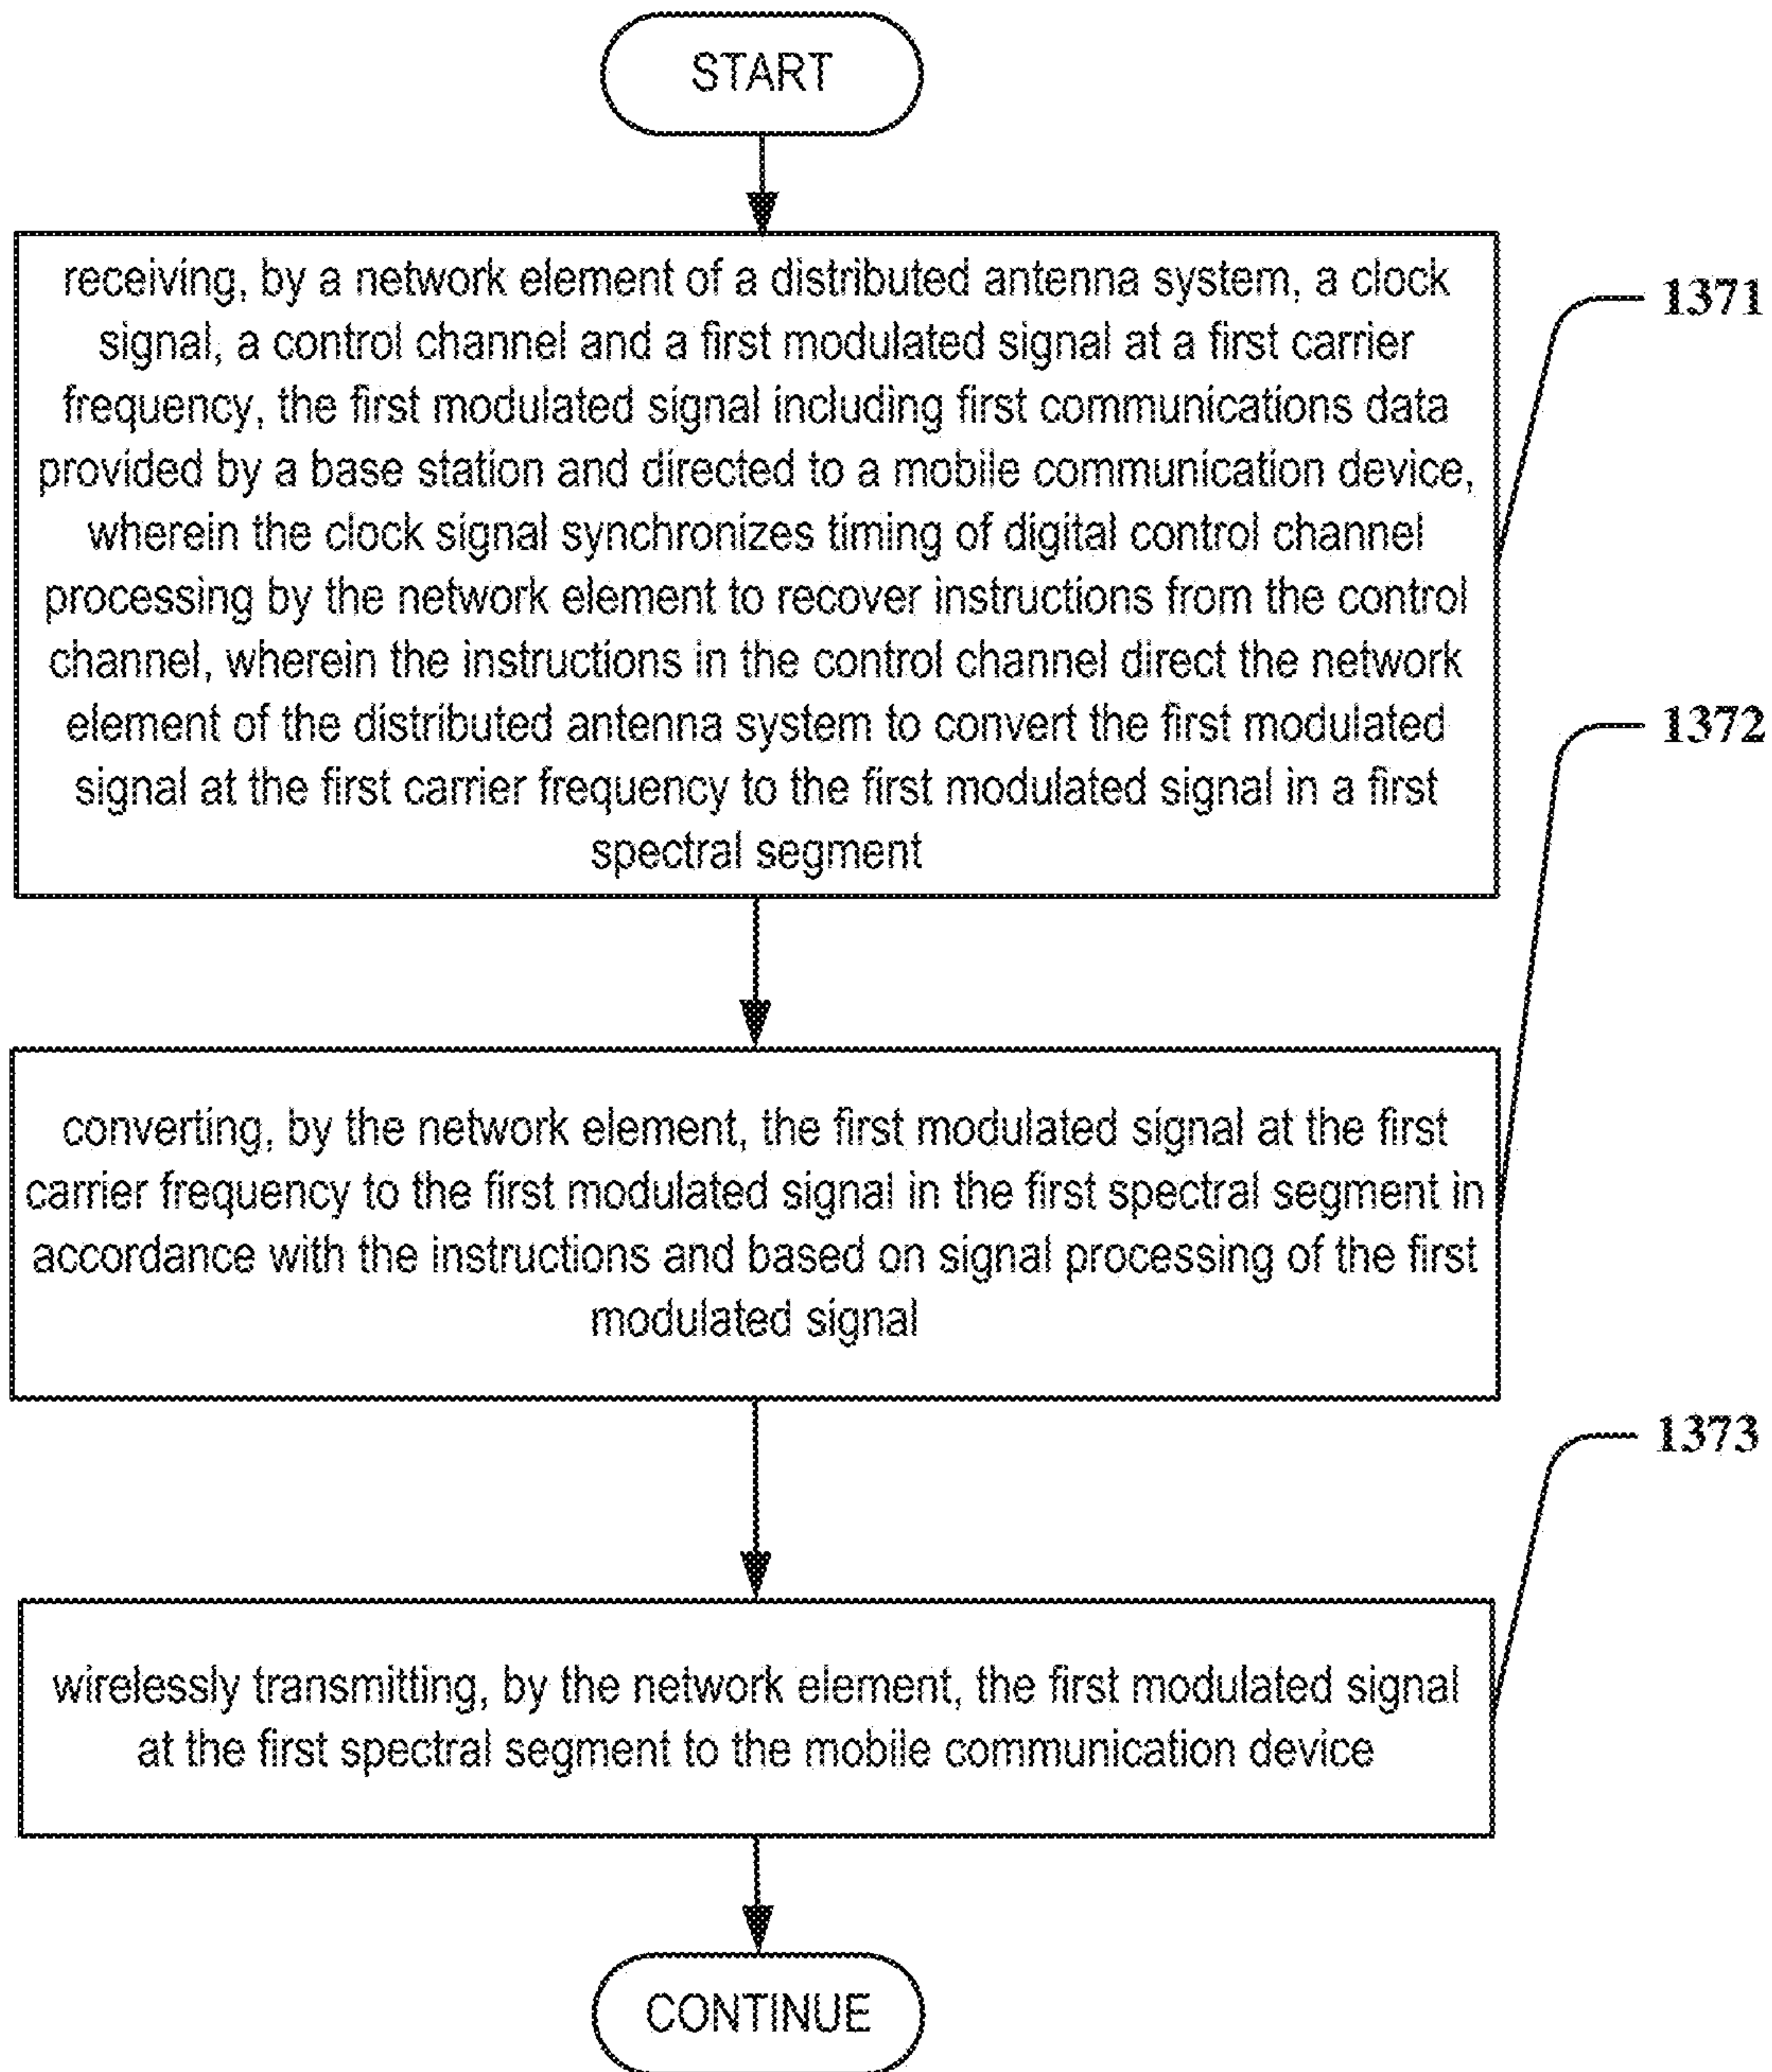 START
receiving, by a network element of a distributed antenna system, a clock
signal, a control channel and a first modulated signal at a first carrier
frequency, the first modulated signal including first communications data
provided by a base station and directed to a mobile communication device,
wherein the clock signal synchronizes timing of digital control channel
processing by the network element to recover instructions from the control
channel, wherein the instructions in the control channel direct the network
element of the distributed antenna system to convert the first modulated
signal at the first carrier frequency to the first modulated signal in a first
spectral segment
1371
converting, by the network element, the first modulated signal at the first
carrier frequency to the first modulated signal in the first spectral segment in
accordance with the instructions and based on signal processing of the first
modulated signal
1372
wirelessly transmitting, by the network element, the first modulated signal
at the first spectral segment to the mobile communication device
1373
CONTINUE